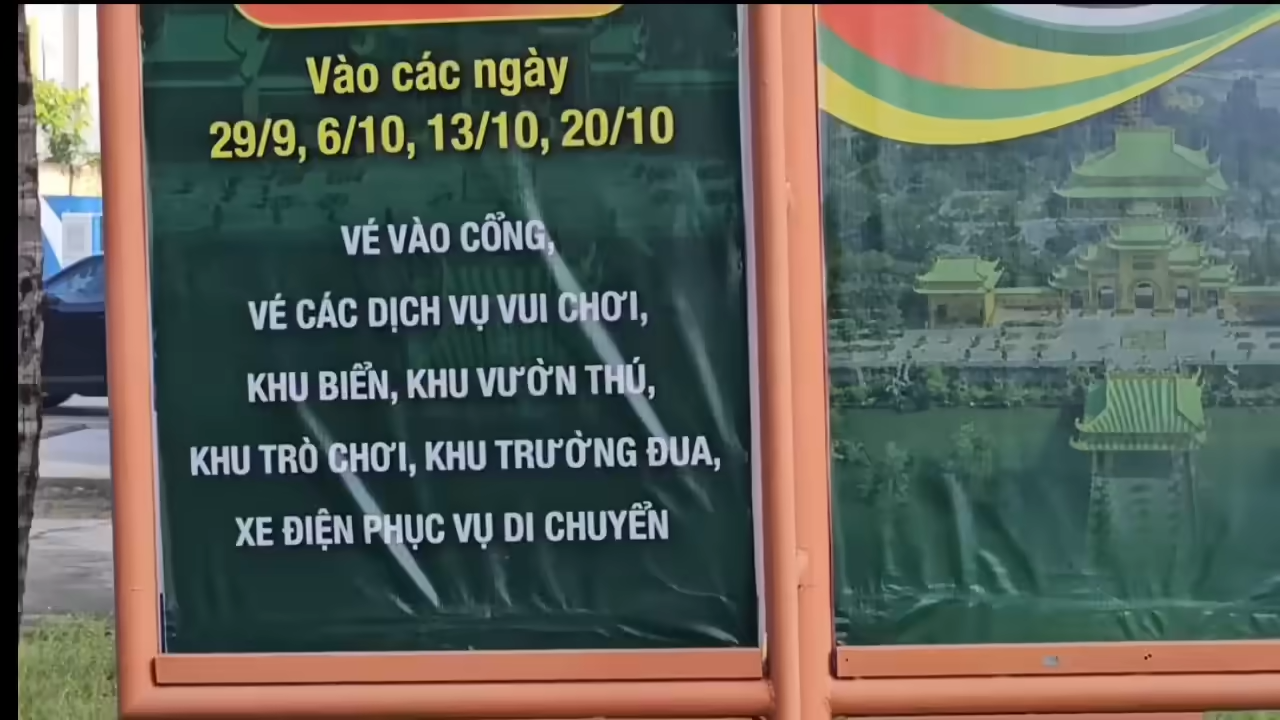 Vào các ngày
29/9, 6/10, 13/10, 20/10
VÉ VÀO CỔNG,
VÉ CÁC DỊCH VỤ VUI CHƠI,
KHU BIỂN, KHU VƯỜN THÚ,
KHU TRÒ CHƠI, KHU TRƯỜNG ĐUA,
XE ĐIỆN PHỤC VỤ DI CHUYỂN